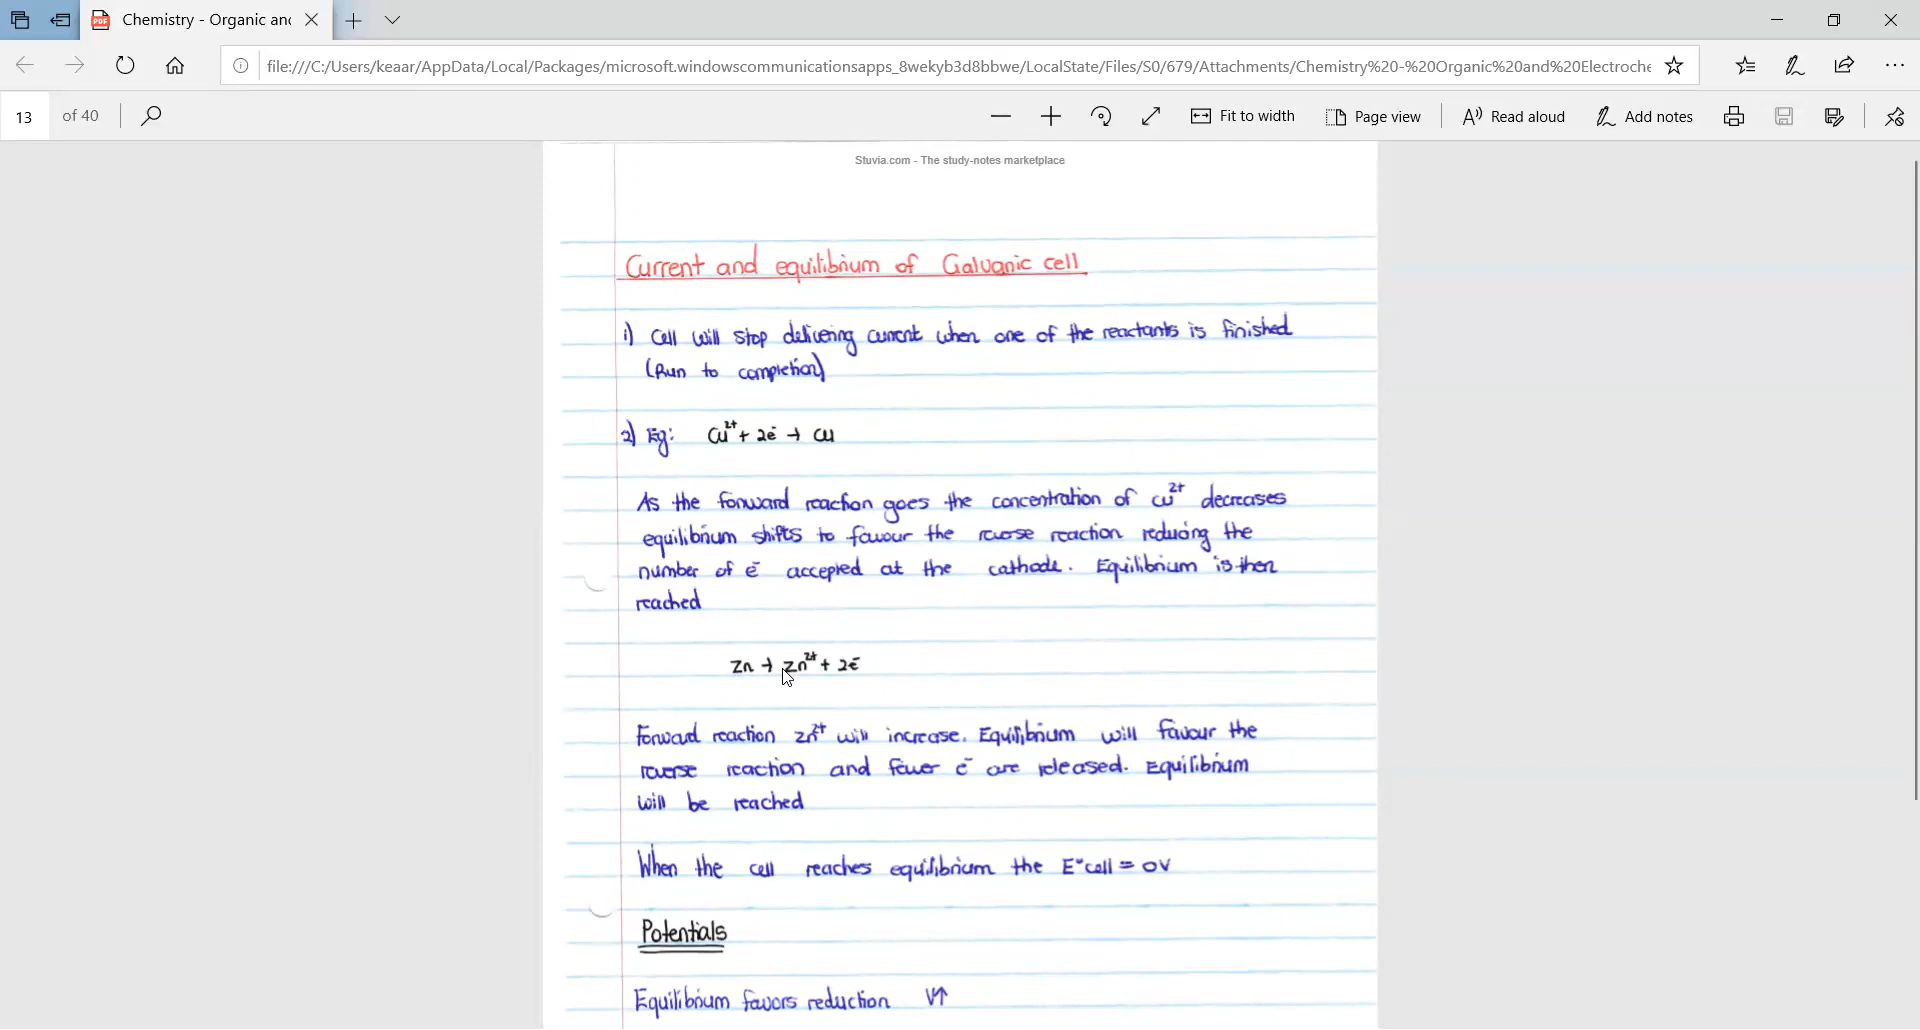 Chemistry - Organic and
file:///C:/Users/keaar/AppData/Local/Packages/microsoft.windowscommunicationsapps_8wekyb3d8bbwe/LocalState/Files/S0/679/Attachments/Chemistry%20-%20Organic%20and%20Electroche
13 of 40 Fit to width Page view Read aloud Add notes
Stuvia.com - The study-notes marketplace
Current and equilibrium of Galvanic cell
1) Cell will stop delivering current when one of the reactants is finished
(Run to completion)
2) Eg: Cu²⁺ + 2e⁻ → Cu
As the forward reaction goes the concentration of Cu²⁺ decreases
equilibrium shifts to favour the reverse reaction reducing the
number of e⁻ accepted at the cathode. Equilibrium is then
reached
Zn → Zn²⁺ + 2e⁻
Forward reaction Zn²⁺ will increase. Equilibrium will favour the
reverse reaction and fewer e⁻ are released. Equilibrium
will be reached
When the cell reaches equilibrium the E°cell = 0V
Potentials
Equilibrium favors reduction V↑